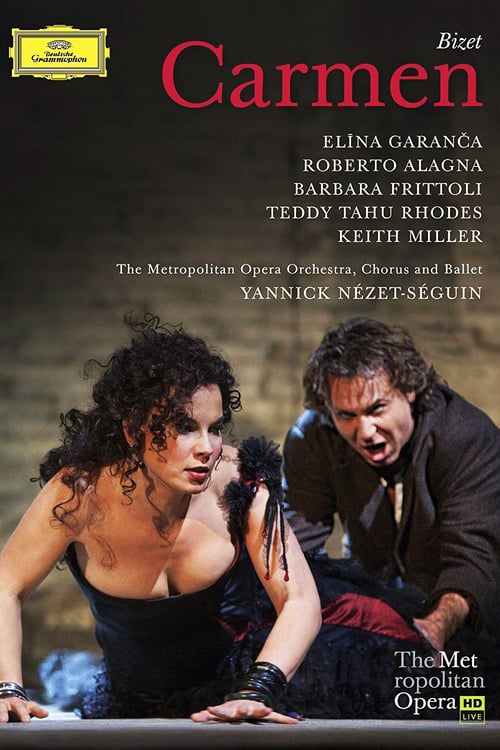 Deutsche
Grammophon
Bizet
Carmen
ELĪNA GARANČA
ROBERTO ALAGNA
BARBARA FRITTOLI
TEDDY TAHU RHODES
KEITH MILLER
The Metropolitan Opera Orchestra, Chorus and Ballet
YANNICK NÉZET-SÉGUIN
The Met
ropolitan
Opera HD
LIVE